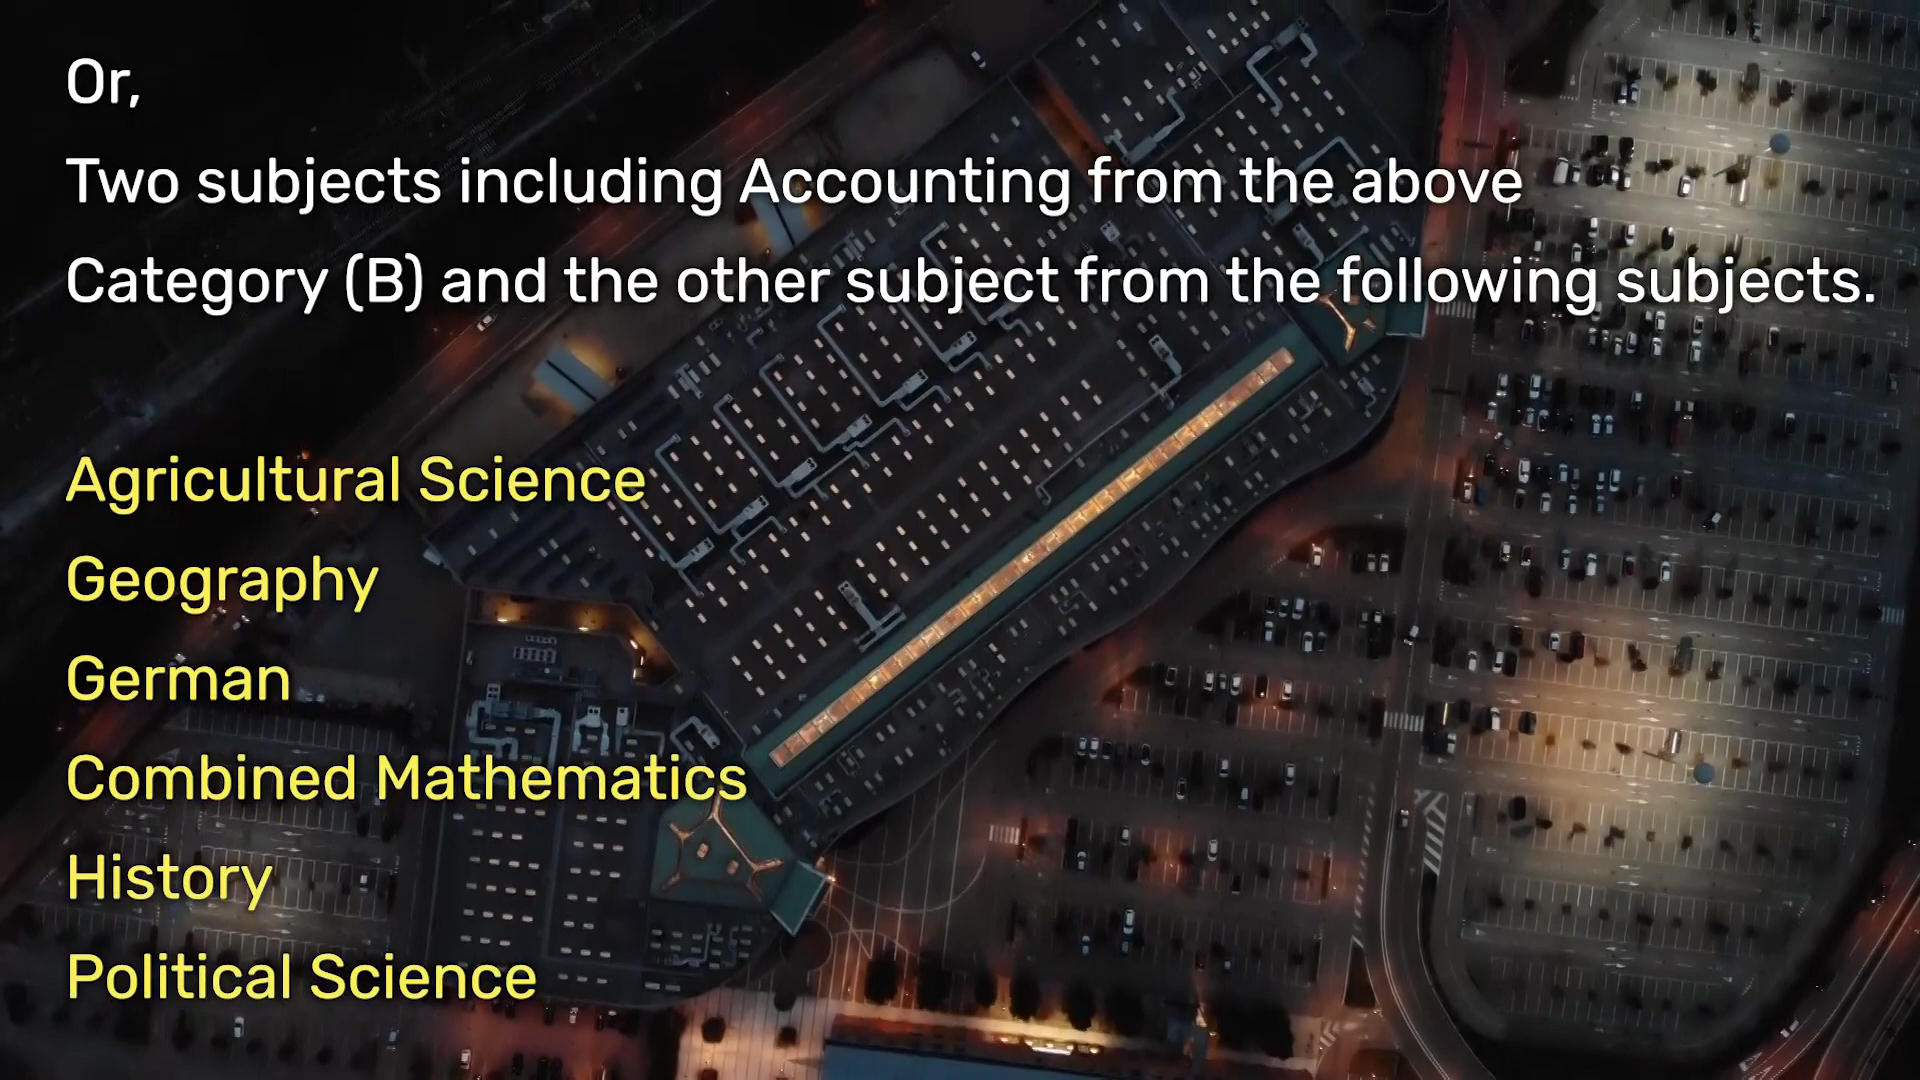 Or,
Two subjects including Accounting from the above
Category (B) and the other subject from the following subjects.
Agricultural Science
Geography
German
Combined Mathematics
History
Political Science